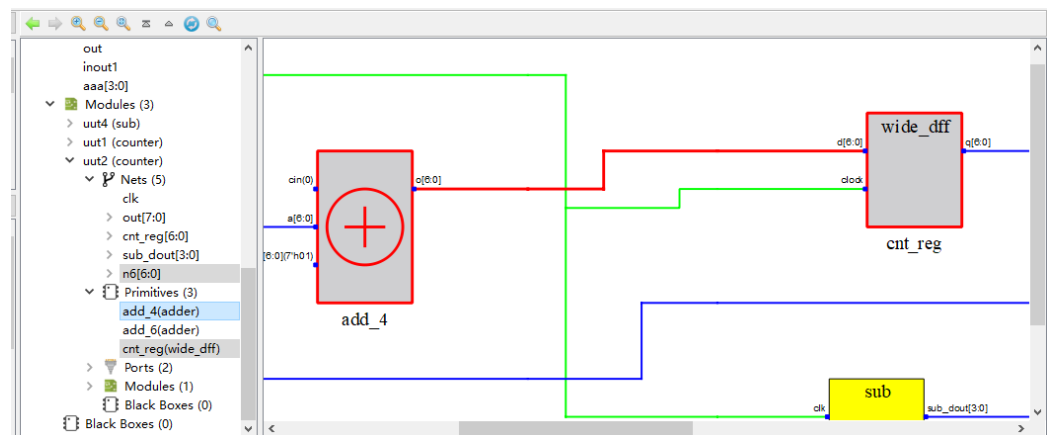 out
inout1
aaa[3:0]
Modules (3)
uut4 (sub)
uut1 (counter)
uut2 (counter)
Nets (5)
clk
out[7:0]
cnt_reg[6:0]
sub_dout[3:0]
n6[6:0]
Primitives (3)
add_4(adder)
add_6(adder)
cnt_reg(wide_dff)
Ports (2)
Modules (1)
Black Boxes (0)
Black Boxes (0)
cin(0)
o[6:0]
a[6:0]
[6:0](7'h01)
add_4
wide_dff
d[6:0]
q[6:0]
clock
cnt_reg
sub
clk
sub_dout[3:0]